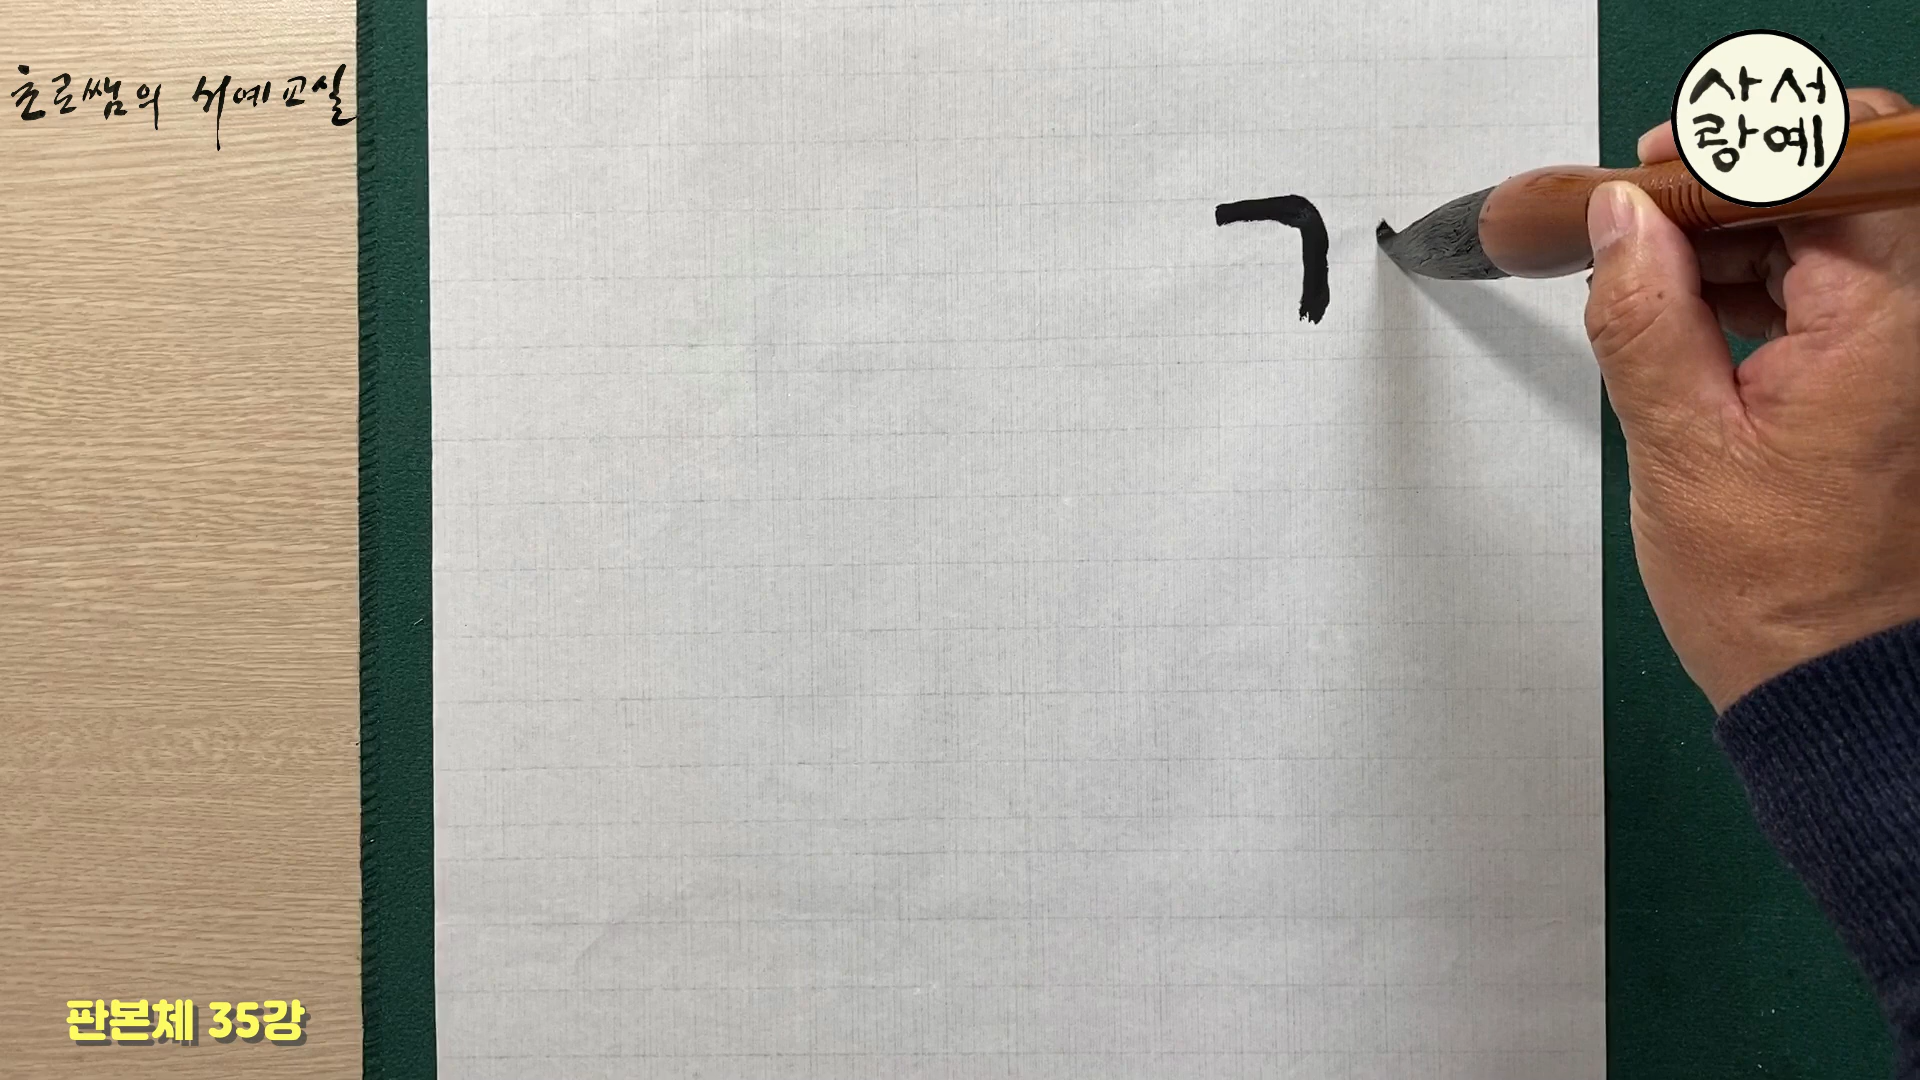 초로쌤의 서예교실
사서
랑예
ㄱ
판본체 35강